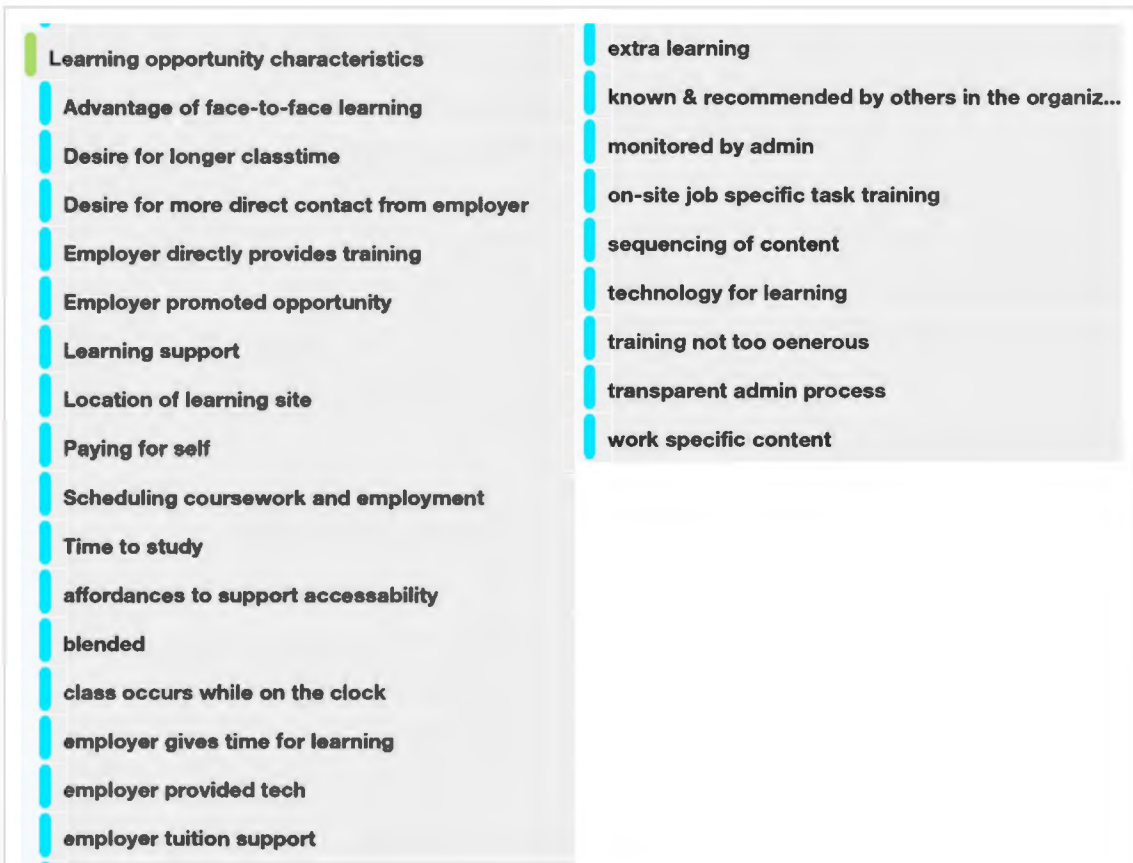 Learning opportunity characteristics
Advantage of face-to-face learning
Desire for longer classtime
Desire for more direct contact from employer
Employer directly provides training
Employer promoted opportunity
Learning support
Location of learning site
Paying for self
Scheduling coursework and employment
Time to study
affordances to support accessability
blended
class occurs while on the clock
employer gives time for learning
employer provided tech
employer tuition support
extra learning
known & recommended by others in the organiz...
monitored by admin
on-site job specific task training
sequencing of content
technology for learning
training not too oenerous
transparent admin process
work specific content